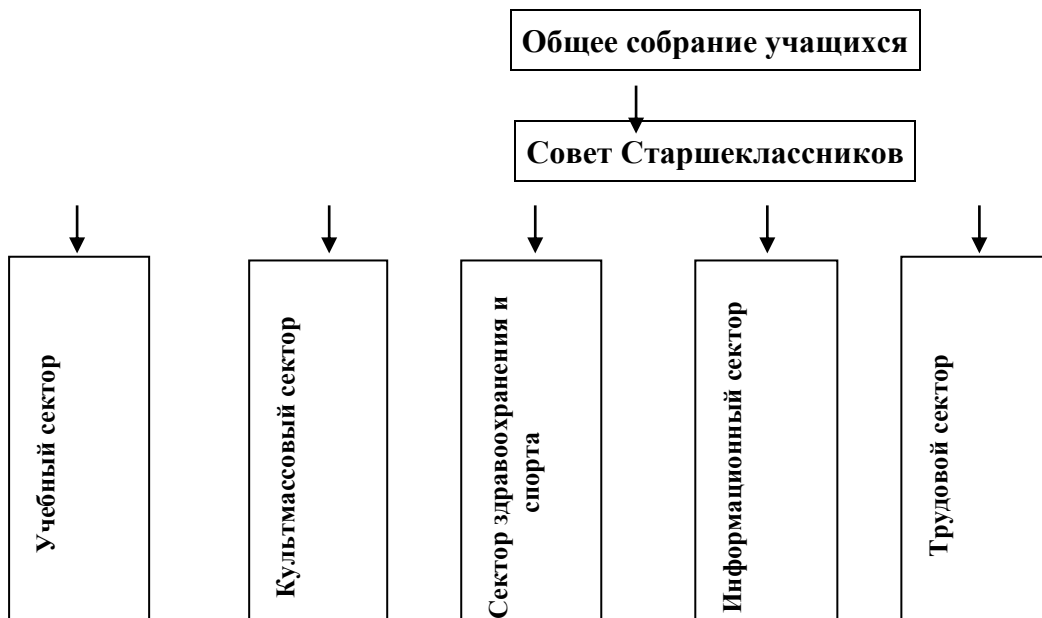 Общее собрание учащихся
Совет Старшеклассников
Учебный сектор
Культмассовый сектор
Сектор здравоохранения и
спорта
Информационный сектор
Трудовой сектор